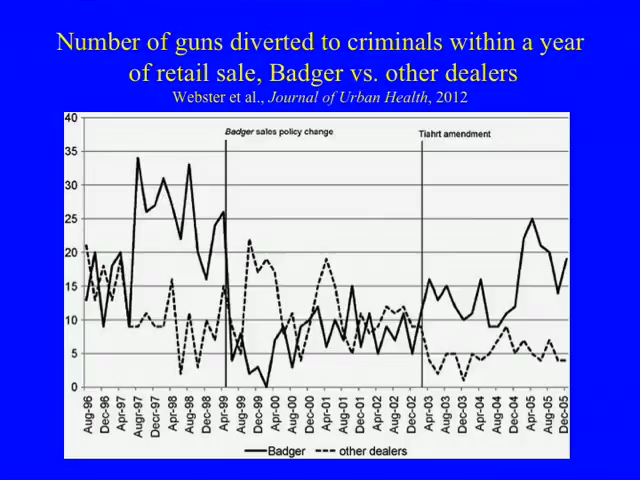 Number of guns diverted to criminals within a year
of retail sale, Badger vs. other dealers
Webster et al., Journal of Urban Health, 2012
40
Badger sales policy change
Tiahrt amendment
35
30
25
20
15
10
5
0
Aug-96
Dec-96
Apr-97
Augr-97
Decr-97
Apr-98
Aug-98
Dec-98
Apr-99
Aug-99
Dec-99
Apr-00
Aug-00
Dec-00
Apr-01
Aug-01
Dec-01
Apr-02
Aug-02
Dec-02
Apr-03
Aug-03
Dec-03
Apr-04
Aug-04
Dec-04
Apr-05
Aug-05
Dec-05
Badger
other dealers